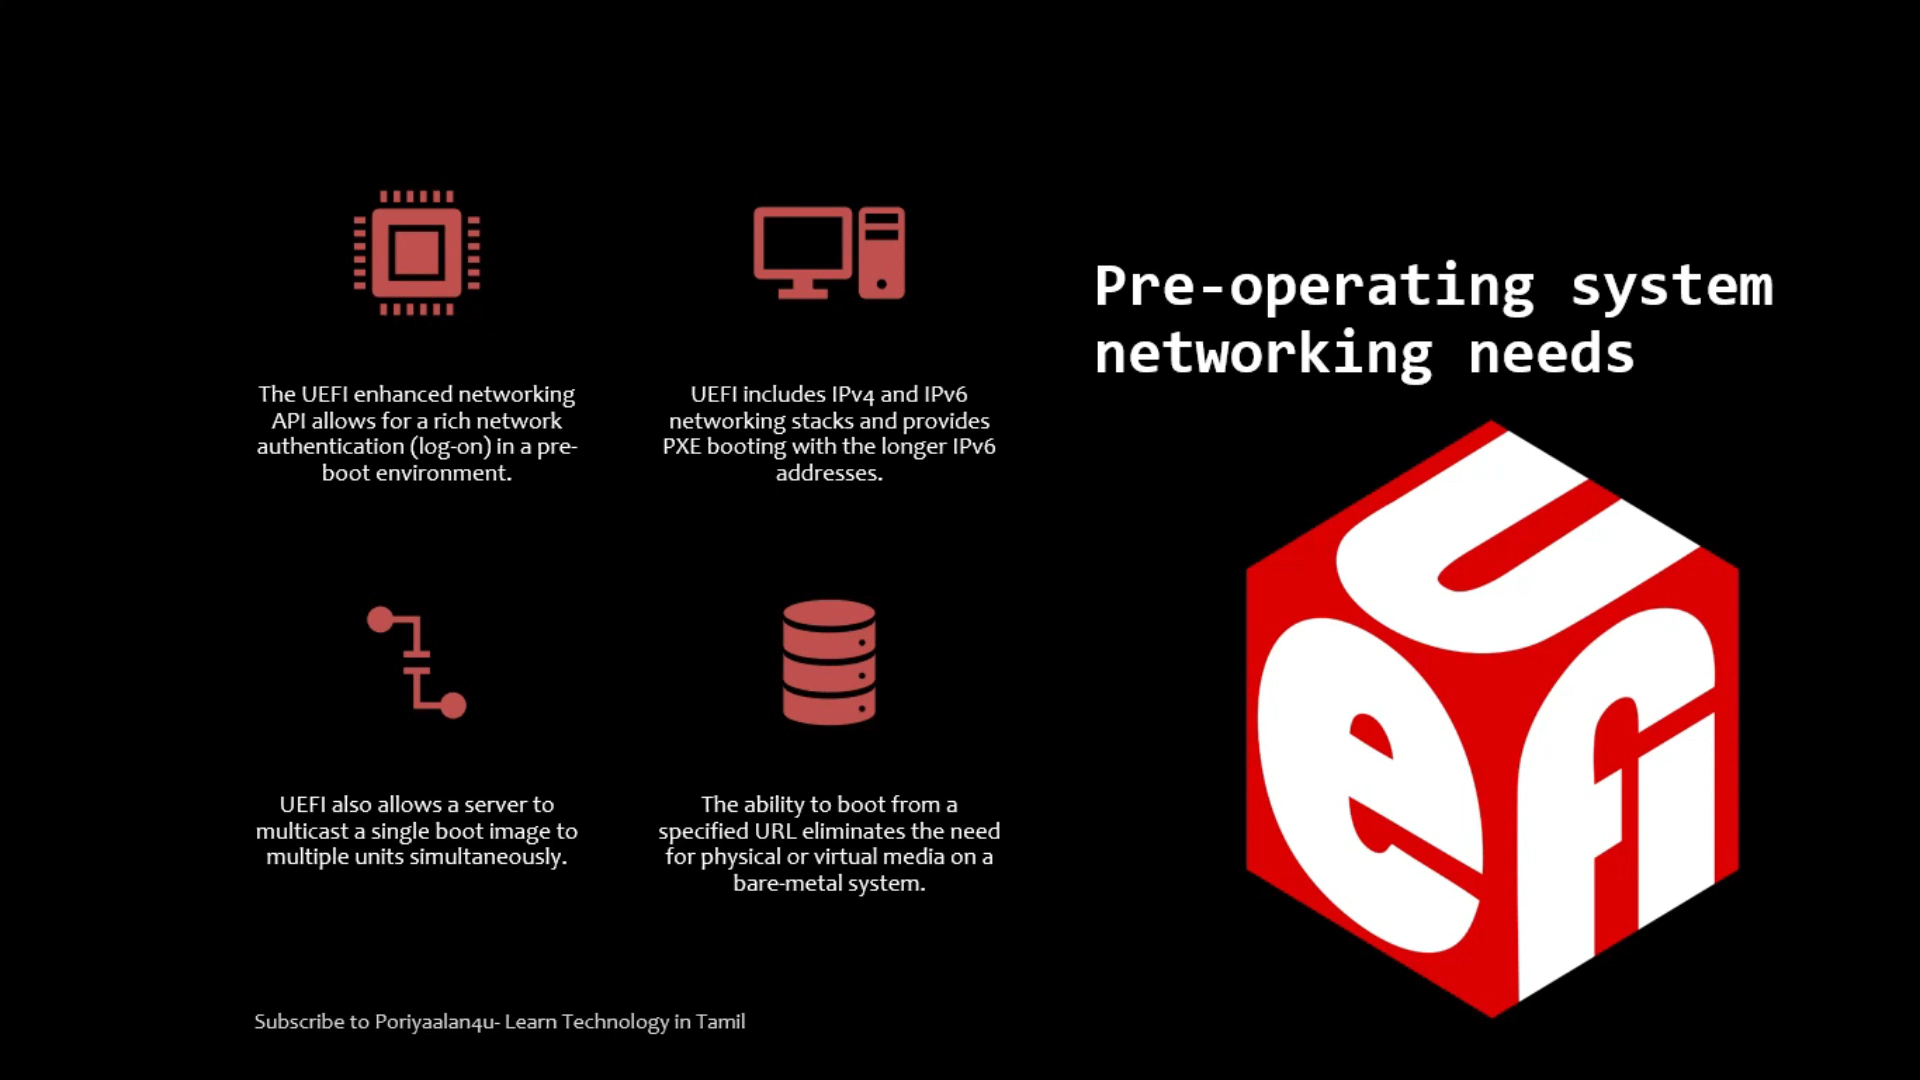 Pre-operating system
networking needs
The UEFI enhanced networking
API allows for a rich network
authentication (log-on) in a pre-
boot environment.
UEFI includes IPv4 and IPv6
networking stacks and provides
PXE booting with the longer IPv6
addresses.
UEFI also allows a server to
multicast a single boot image to
multiple units simultaneously.
The ability to boot from a
specified URL eliminates the need
for physical or virtual media on a
bare-metal system.
Uefi
Subscribe to Poriyaalan4u- Learn Technology in Tamil